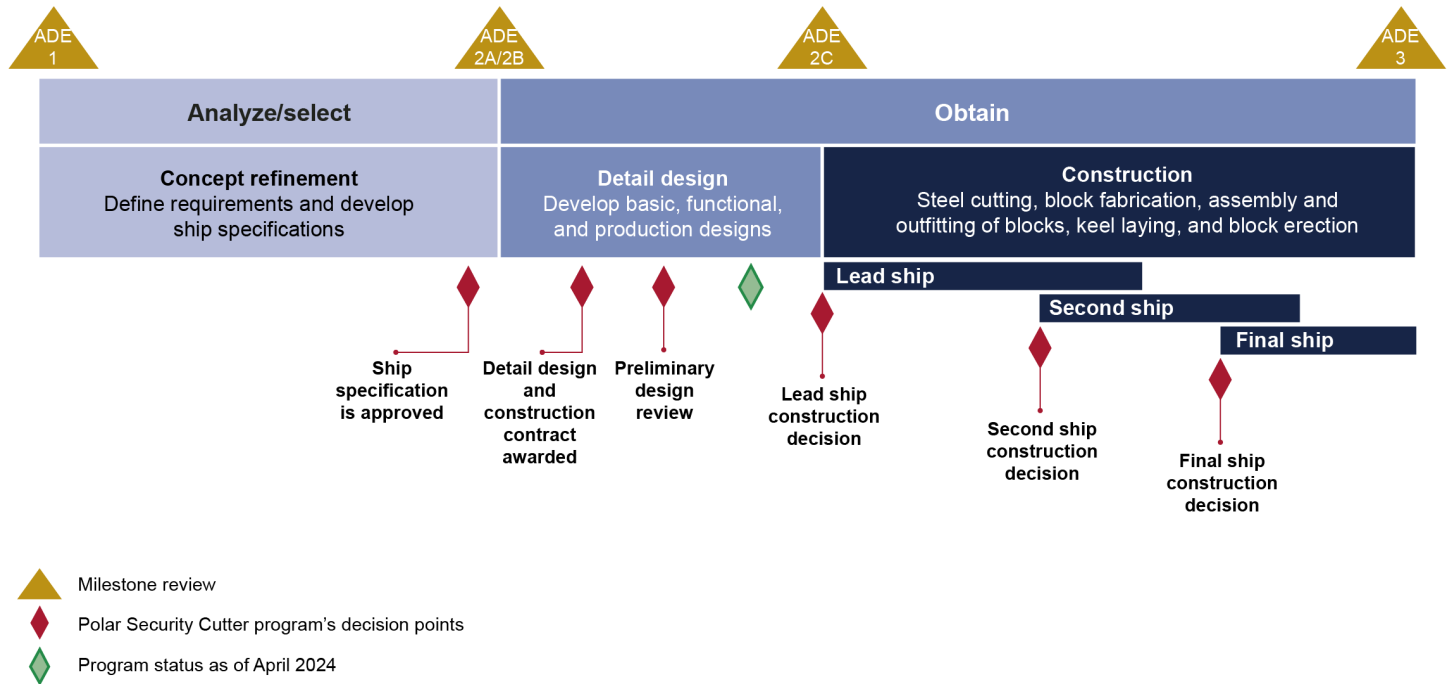 ADE
1
ADE
2A/2B
ADE
2C
ADE
3
Analyze/select
Obtain
Concept refinement
Define requirements and develop
ship specifications
Detail design
Develop basic, functional,
and production designs
Construction
Steel cutting, block fabrication, assembly and
outfitting of blocks, keel laying, and block erection
Lead ship
Second ship
Final ship
Ship
specification
is approved
Detail design
and
construction
contract
awarded
Preliminary
design
review
Lead ship
construction
decision
Second ship
construction
decision
Final ship
construction
decision
Milestone review
Polar Security Cutter program’s decision points
Program status as of April 2024